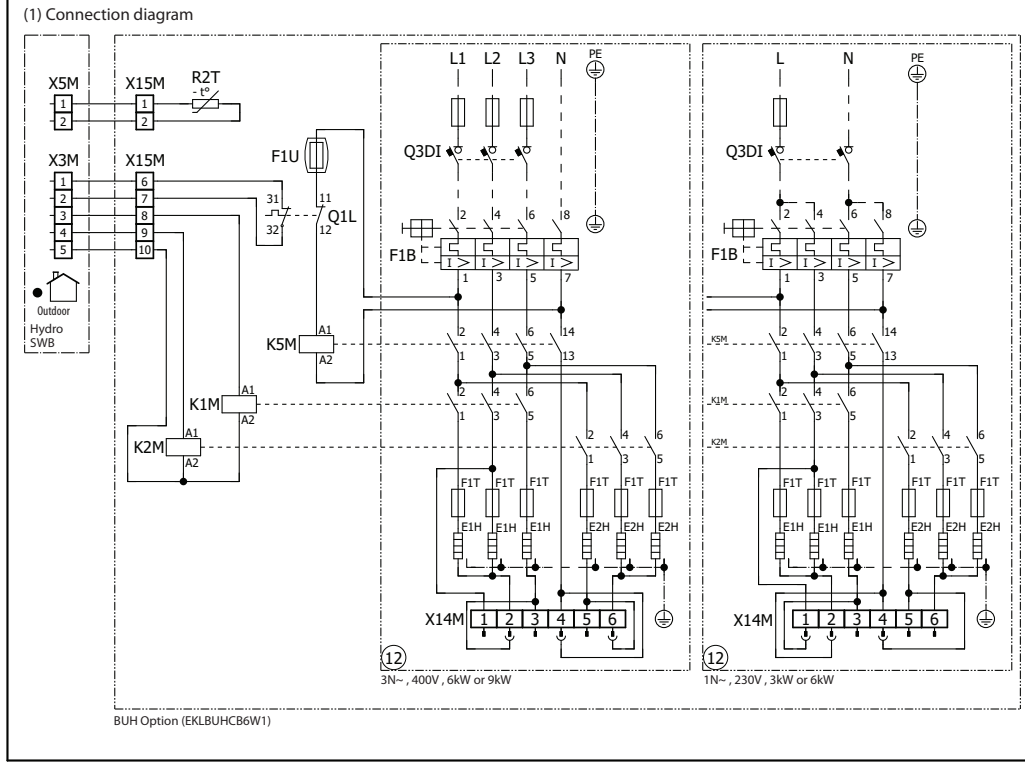 (1) Connection diagram
L1 L2 L3 N PE
L N PE
X5M X15M R2T
- t°
1 1
2 2
F1U
Q3DI
Q3DI
X3M X15M
1 6
2 7
3 8
4 9
5 10
31 11
32 12
Q1L
2 4 6 8
F1B
I > I > I > I >
1 3 5 7
2 4 6 8
F1B
I > I > I > I >
1 3 5 7
Outdoor
Hydro
SWB
K5M A1
A2
2 4 6 14
1 3 5 13
K5M
2 4 6 14
1 3 5 13
K1M A1
A2
2 4 6
1 3 5
K1M
2 4 6
1 3 5
K2M A1
A2
2 4 6
1 3 5
K2M
2 4 6
1 3 5
F1T F1T F1T F1T F1T F1T
F1T F1T F1T F1T F1T F1T
E1H E1H E1H E2H E2H E2H
E1H E1H E1H E2H E2H E2H
X14M 1 2 3 4 5 6
X14M 1 2 3 4 5 6
12
3N~ , 400V , 6kW or 9kW
12
1N~ , 230V , 3kW or 6kW
BUH Option (EKLBUHCB6W1)